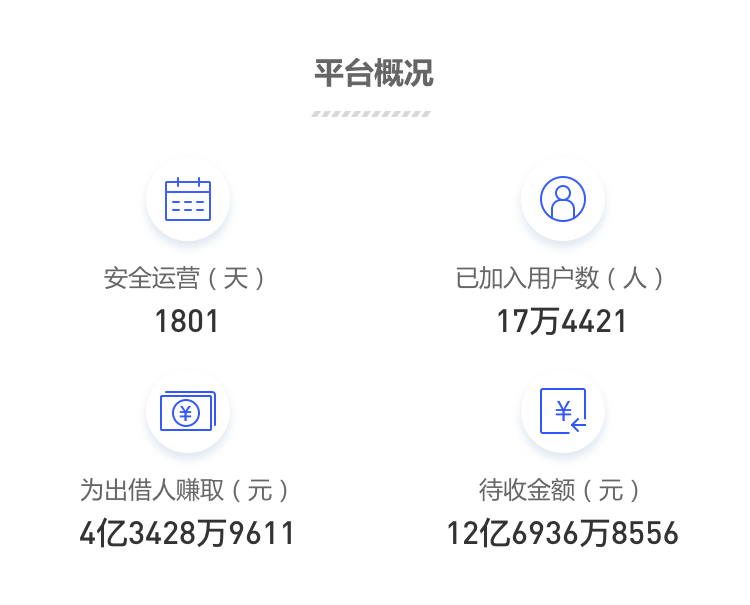 平台概况
安全运营（天）
已加入用户数（人）
1801
17万4421
¥
¥
为出借人赚取（元）
待收金额（元）
4亿3428万9611
12亿6936万8556